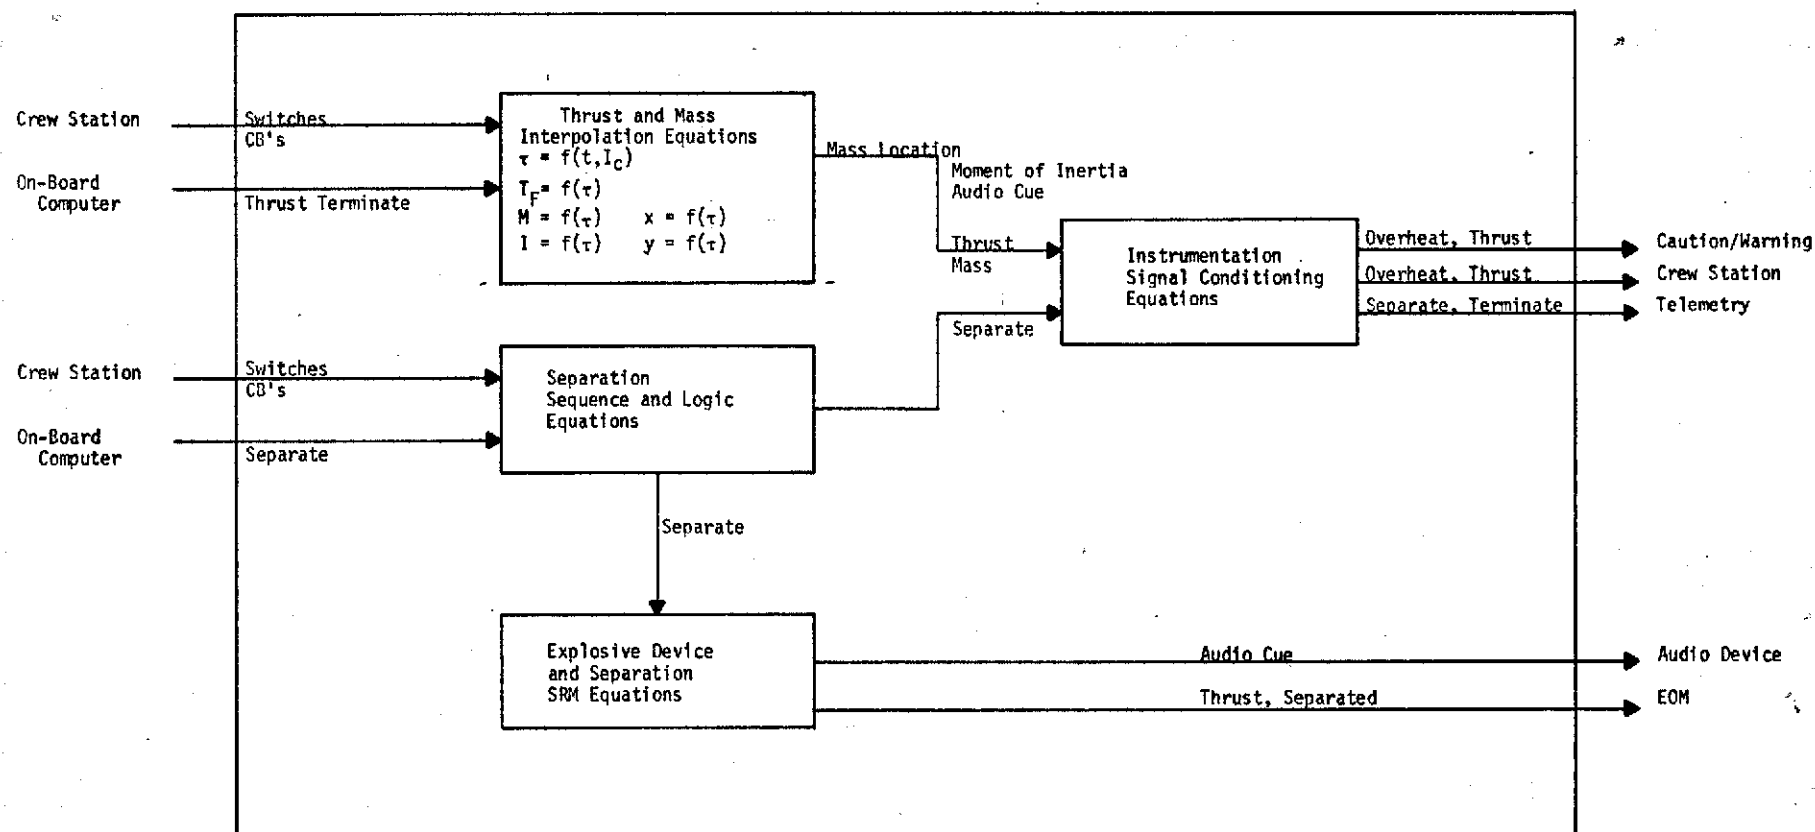 Crew Station
Switches
CB's
On-Board
Computer
Thrust Terminate
Thrust and Mass
Interpolation Equations
τ = f(t,I_C)
T_F = f(τ)
M = f(τ) x = f(τ)
I = f(τ) y = f(τ)
Mass Location
Moment of Inertia
Audio Cue
Thrust
Mass
Instrumentation
Signal Conditioning
Equations
Overheat, Thrust
Caution/Warning
Overheat, Thrust
Crew Station
Separate, Terminate
Telemetry
Separate
Crew Station
Switches
CB's
On-Board
Computer
Separate
Separation
Sequence and Logic
Equations
Separate
Explosive Device
and Separation
SRM Equations
Audio Cue
Audio Device
Thrust, Separated
EOM